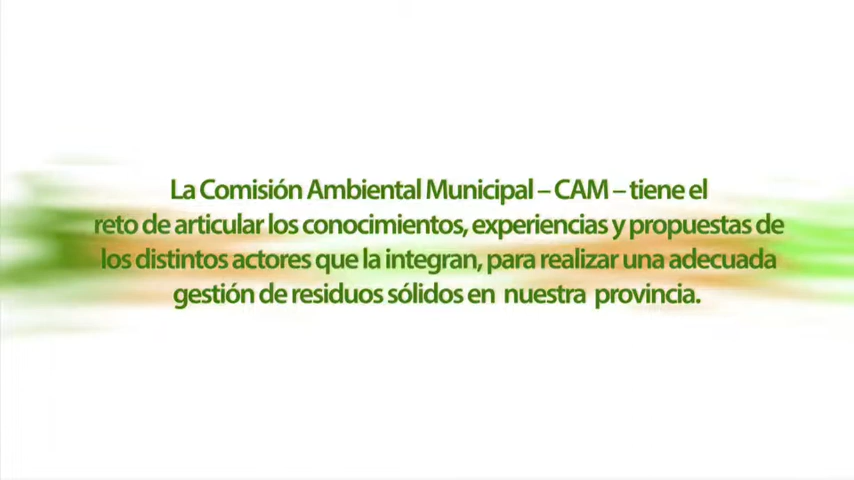 La Comisión Ambiental Municipal – CAM – tiene el
reto de articular los conocimientos, experiencias y propuestas de
los distintos actores que la integran, para realizar una adecuada
gestión de residuos sólidos en nuestra provincia.